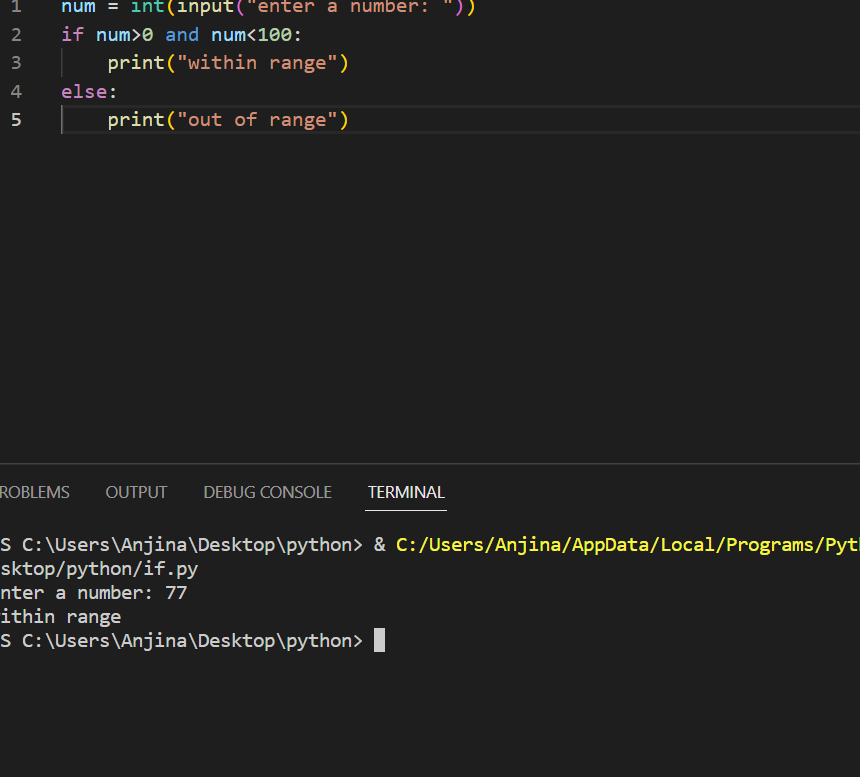 1 num = int(input("enter a number: "))
2 if num>0 and num<100:
3 print("within range")
4 else:
5 print("out of range")
ROBLEMS OUTPUT DEBUG CONSOLE TERMINAL
S C:\Users\Anjina\Desktop\python> & C:/Users/Anjina/AppData/Local/Programs/Pyt
sktop/python/if.py
nter a number: 77
ithin range
S C:\Users\Anjina\Desktop\python>